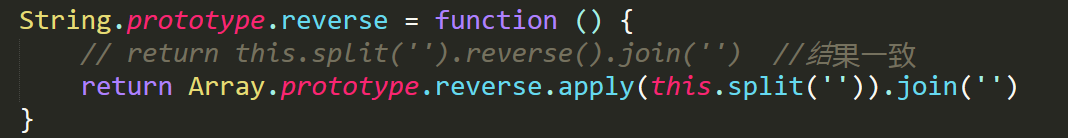 String.prototype.reverse = function () {
// return this.split('').reverse().join('')  //结果一致
return Array.prototype.reverse.apply(this.split('')).join('')
}